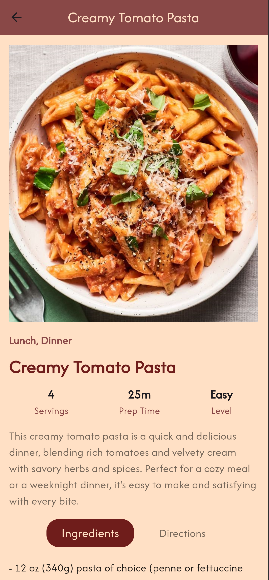 Creamy Tomato Pasta
Lunch, Dinner
Creamy Tomato Pasta
4 25m Easy
Servings Prep Time Level
This creamy tomato pasta is a quick and delicious
dinner, blending rich tomatoes and velvety cream
with savory herbs and spices. Perfect for a cozy meal
or a weeknight dinner, it's easy to make and satisfying
with every bite.
Ingredients Directions
- 12 oz (340g) pasta of choice (penne or fettuccine